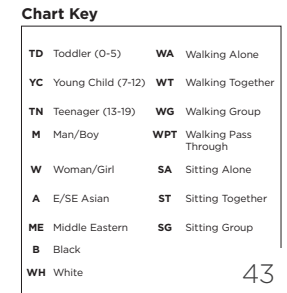 Chart Key
TD Toddler (0-5) WA Walking Alone
YC Young Child (7-12) WT Walking Together
TN Teenager (13-19) WG Walking Group
M Man/Boy WPT Walking Pass
Through
W Woman/Girl SA Sitting Alone
A E/SE Asian ST Sitting Together
ME Middle Eastern SG Sitting Group
B Black
WH White
43